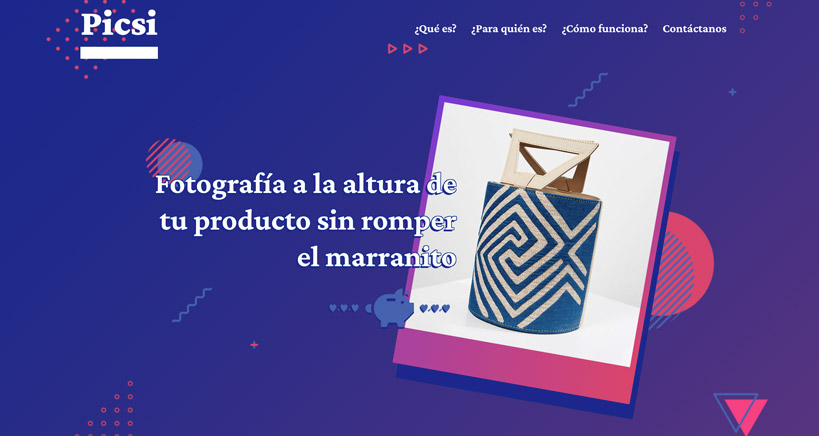 Picsi
¿Qué es? ¿Para quién es? ¿Cómo funciona? Contáctanos
Fotografía a la altura de
tu producto sin romper
el marranito